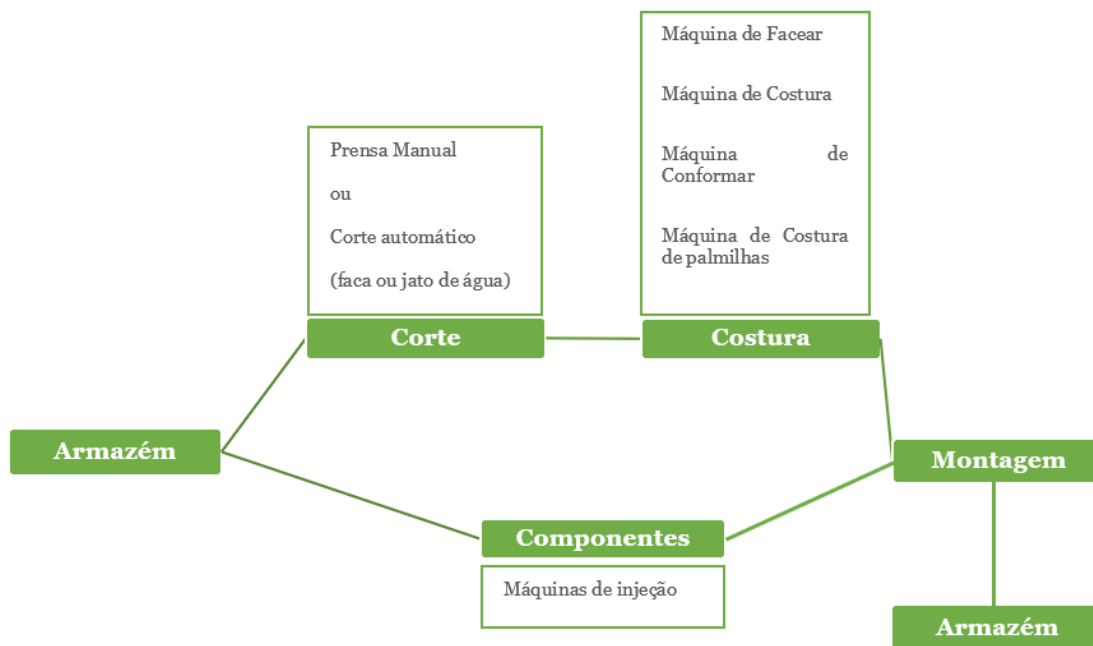 Máquina de Facear
Máquina de Costura
Máquina de
Conformar
Máquina de Costura
de palmilhas
Prensa Manual
ou
Corte automático
(faca ou jato de água)
Corte
Costura
Armazém
Montagem
Componentes
Máquinas de injeção
Armazém